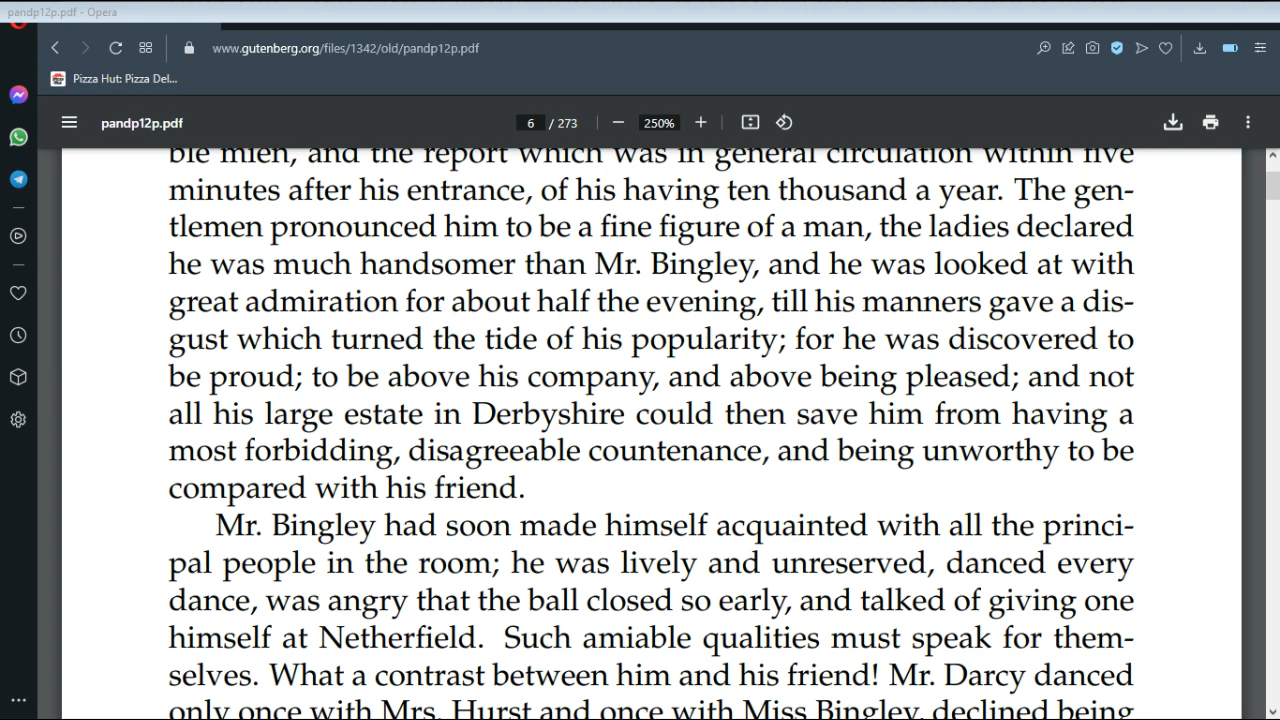 pandp12p.pdf - Opera
www.gutenberg.org/files/1342/old/pandp12p.pdf
Pizza Hut: Pizza Del...
pandp12p.pdf
6 / 273
250%
ble mien, and the report which was in general circulation within five
minutes after his entrance, of his having ten thousand a year. The gen-
tlemen pronounced him to be a fine figure of a man, the ladies declared
he was much handsomer than Mr. Bingley, and he was looked at with
great admiration for about half the evening, till his manners gave a dis-
gust which turned the tide of his popularity; for he was discovered to
be proud; to be above his company, and above being pleased; and not
all his large estate in Derbyshire could then save him from having a
most forbidding, disagreeable countenance, and being unworthy to be
compared with his friend.
Mr. Bingley had soon made himself acquainted with all the princi-
pal people in the room; he was lively and unreserved, danced every
dance, was angry that the ball closed so early, and talked of giving one
himself at Netherfield. Such amiable qualities must speak for them-
selves. What a contrast between him and his friend! Mr. Darcy danced
only once with Mrs. Hurst and once with Miss Bingley, declined being